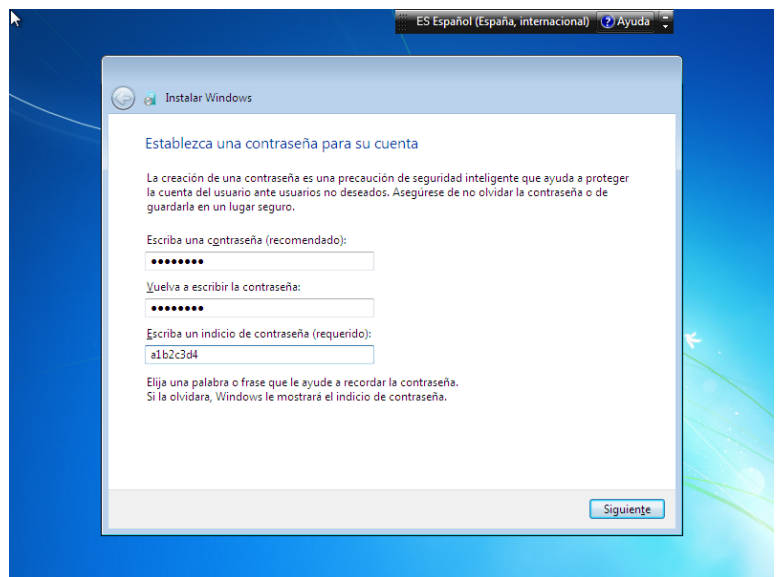 ES Español (España, internacional) ? Ayuda
Instalar Windows
Establezca una contraseña para su cuenta
La creación de una contraseña es una precaución de seguridad inteligente que ayuda a proteger
la cuenta del usuario ante usuarios no deseados. Asegúrese de no olvidar la contraseña o de
guardarla en un lugar seguro.
Escriba una contraseña (recomendado):
••••••••
Vuelva a escribir la contraseña:
••••••••
Escriba un indicio de contraseña (requerido):
a1b2c3d4
Elija una palabra o frase que le ayude a recordar la contraseña.
Si la olvidara, Windows le mostrará el indicio de contraseña.
Siguiente